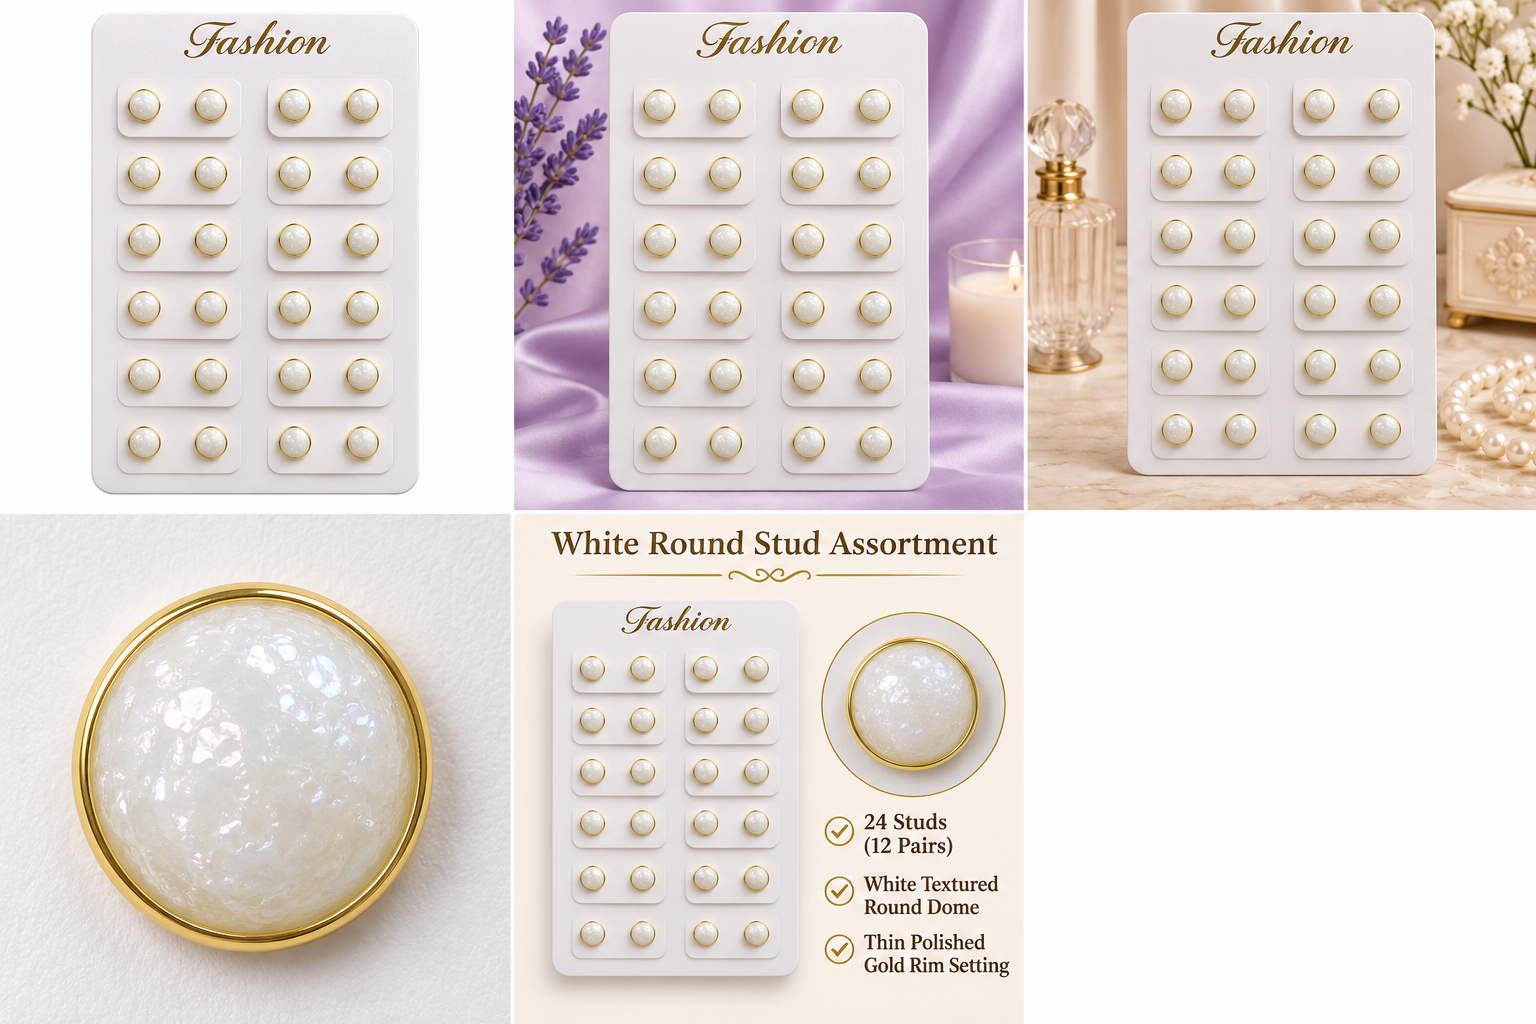 Fashion
Fashion
Fashion
White Round Stud Assortment
Fashion
24 Studs
(12 Pairs)
White Textured
Round Dome
Thin Polished
Gold Rim Setting